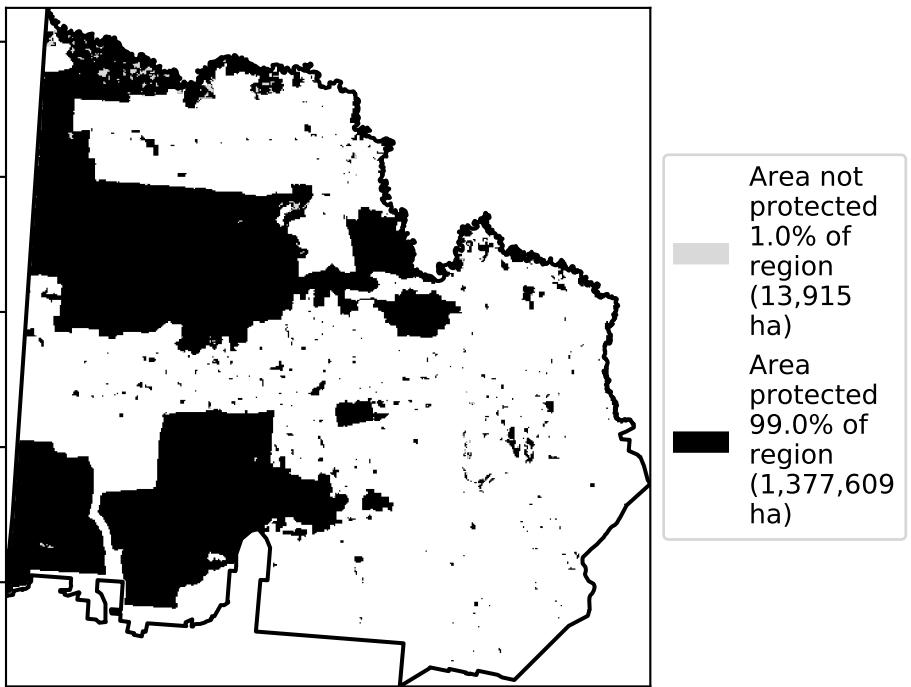 Area not
protected
1.0% of
region
(13,915
ha)
Area
protected
99.0% of
region
(1,377,609
ha)